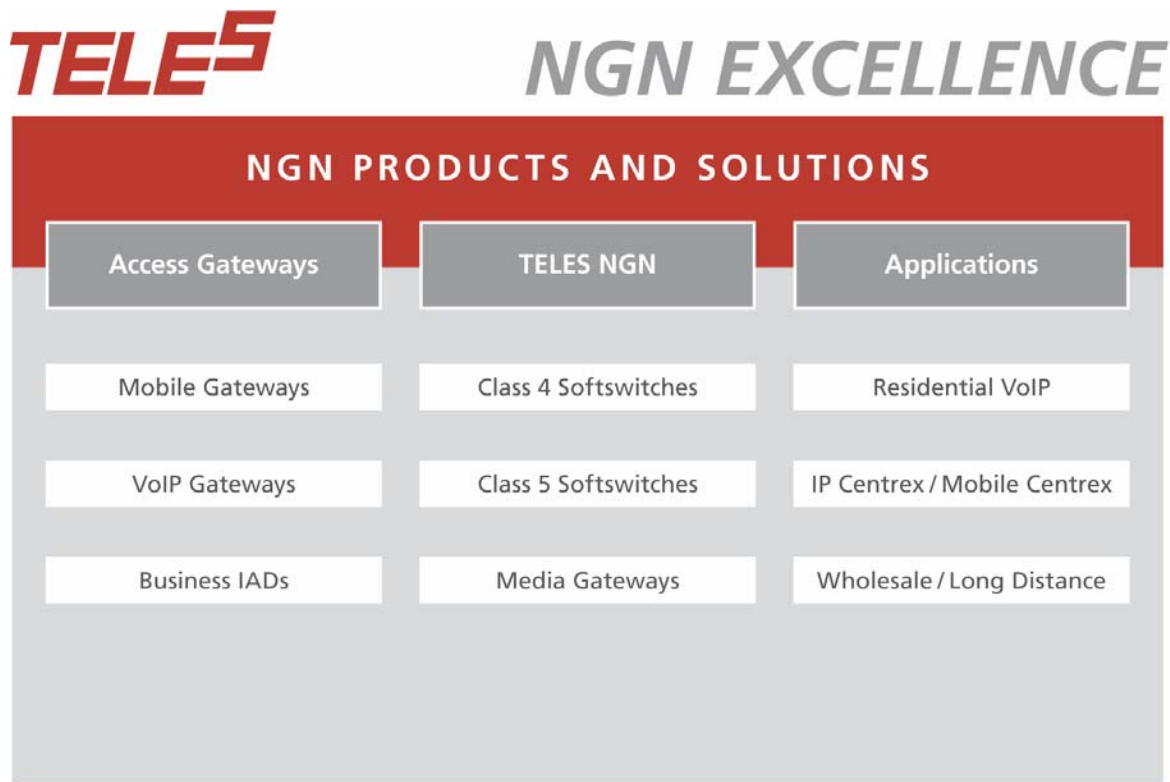 TELES
NGN EXCELLENCE
NGN PRODUCTS AND SOLUTIONS
Access Gateways
TELES NGN
Applications
Mobile Gateways
Class 4 Softswitches
Residential VoIP
VoIP Gateways
Class 5 Softswitches
IP Centrex / Mobile Centrex
Business IADs
Media Gateways
Wholesale / Long Distance